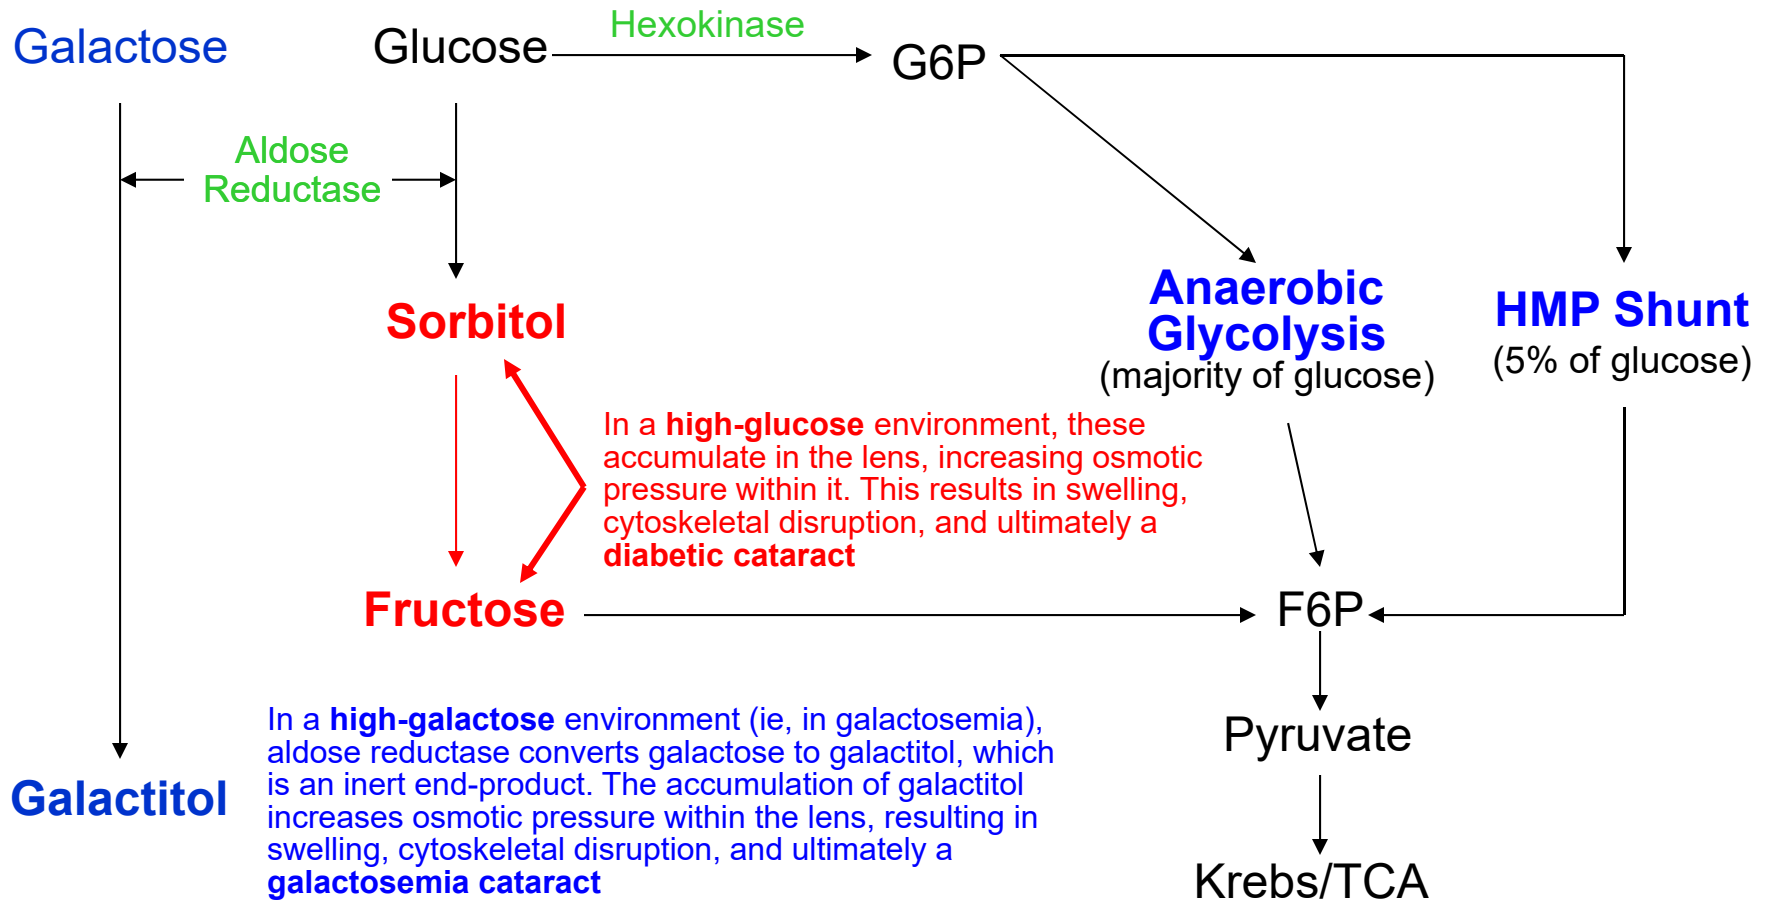 Galactose
Glucose
Hexokinase
G6P
Aldose
Reductase
Sorbitol
Anaerobic
Glycolysis
(majority of glucose)
HMP Shunt
(5% of glucose)
In a high-glucose environment, these
accumulate in the lens, increasing osmotic
pressure within it. This results in swelling,
cytoskeletal disruption, and ultimately a
diabetic cataract
Fructose
F6P
In a high-galactose environment (ie, in galactosemia),
aldose reductase converts galactose to galactitol, which
is an inert end-product. The accumulation of galactitol
increases osmotic pressure within the lens, resulting in
swelling, cytoskeletal disruption, and ultimately a
galactosemia cataract
Pyruvate
Galactitol
Krebs/TCA